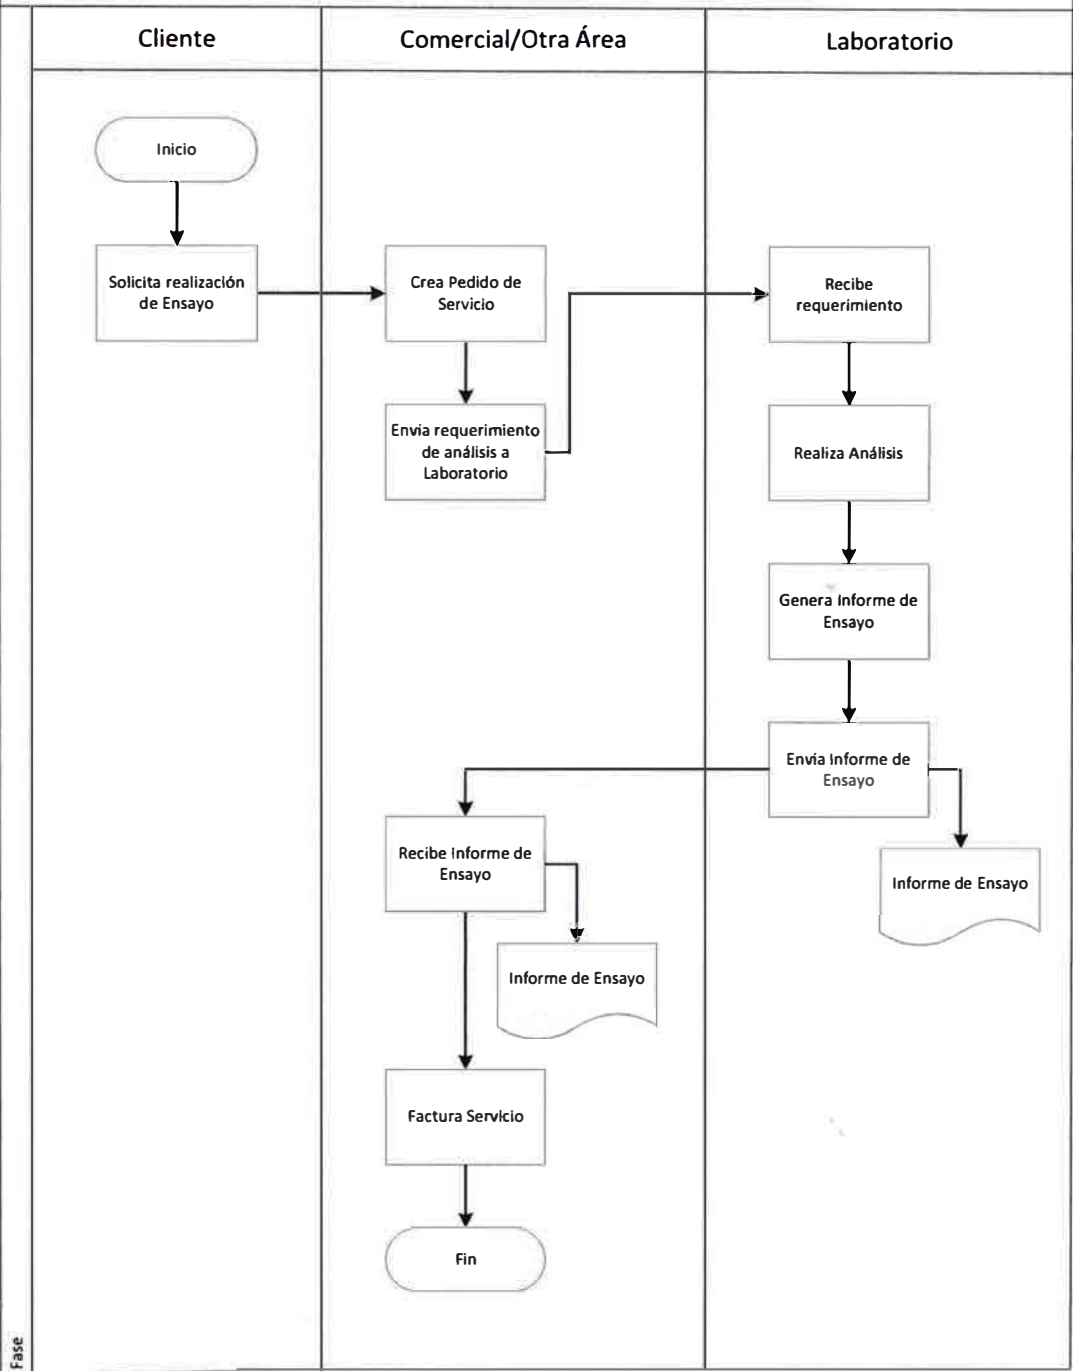 Cliente
Comercial/Otra Área
Laboratorio
Inicio
Solicita realización
de Ensayo
Crea Pedido de
Servicio
Recibe
requerimiento
Envía requerimiento
de análisis a
Laboratorio
Realiza Análisis
Genera Informe de
Ensayo
Envía Informe de
Ensayo
Recibe Informe de
Ensayo
Informe de Ensayo
Informe de Ensayo
Factura Servicio
Fin
Fase